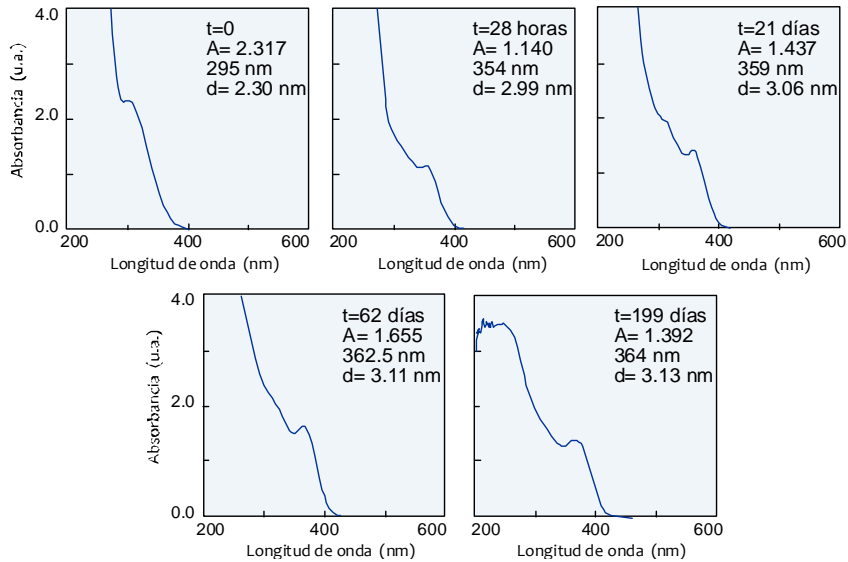 4.0
2.0
0.0
Absorbancia (u.a.)
t=0
A= 2.317
295 nm
d= 2.30 nm
200 400 600
Longitud de onda (nm)
t=28 horas
A= 1.140
354 nm
d= 2.99 nm
200 400 600
Longitud de onda (nm)
t=21 días
A= 1.437
359 nm
d= 3.06 nm
200 400 600
Longitud de onda (nm)
4.0
2.0
0.0
Absorbancia (u.a.)
t=62 días
A= 1.655
362.5 nm
d= 3.11 nm
200 400 600
Longitud de onda (nm)
t=199 días
A= 1.392
364 nm
d= 3.13 nm
200 400 600
Longitud de onda (nm)